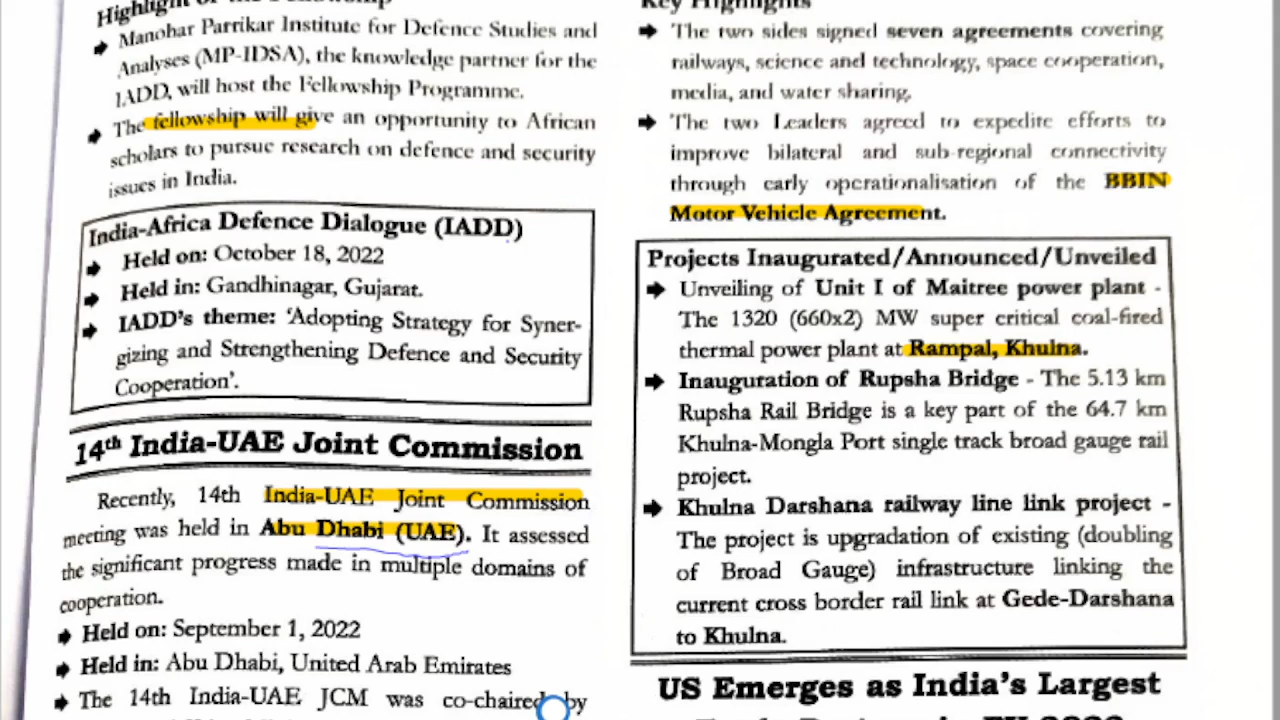 Highlight of the Fellowship
➔ Manohar Parrikar Institute for Defence Studies and
Analyses (MP-IDSA), the knowledge partner for the
IADD, will host the Fellowship Programme.
➔ The fellowship will give an opportunity to African
scholars to pursue research on defence and security
issues in India.
India-Africa Defence Dialogue (IADD)
➔ Held on: October 18, 2022
➔ Held in: Gandhinagar, Gujarat.
➔ IADD's theme: 'Adopting Strategy for Syner-
gizing and Strengthening Defence and Security
Cooperation'.
14th India-UAE Joint Commission
Recently, 14th India-UAE Joint Commission
meeting was held in Abu Dhabi (UAE). It assessed
the significant progress made in multiple domains of
cooperation.
➔ Held on: September 1, 2022
➔ Held in: Abu Dhabi, United Arab Emirates
➔ The 14th India-UAE JCM was co-chaired by
Key Highlights
➔ The two sides signed seven agreements covering
railways, science and technology, space cooperation,
media, and water sharing.
➔ The two Leaders agreed to expedite efforts to
improve bilateral and sub-regional connectivity
through early operationalisation of the BBIN
Motor Vehicle Agreement.
Projects Inaugurated/Announced/Unveiled
➔ Unveiling of Unit I of Maitree power plant -
The 1320 (660x2) MW super critical coal-fired
thermal power plant at Rampal, Khulna.
➔ Inauguration of Rupsha Bridge - The 5.13 km
Rupsha Rail Bridge is a key part of the 64.7 km
Khulna-Mongla Port single track broad gauge rail
project.
➔ Khulna Darshana railway line link project -
The project is upgradation of existing (doubling
of Broad Gauge) infrastructure linking the
current cross border rail link at Gede-Darshana
to Khulna.
US Emerges as India's Largest